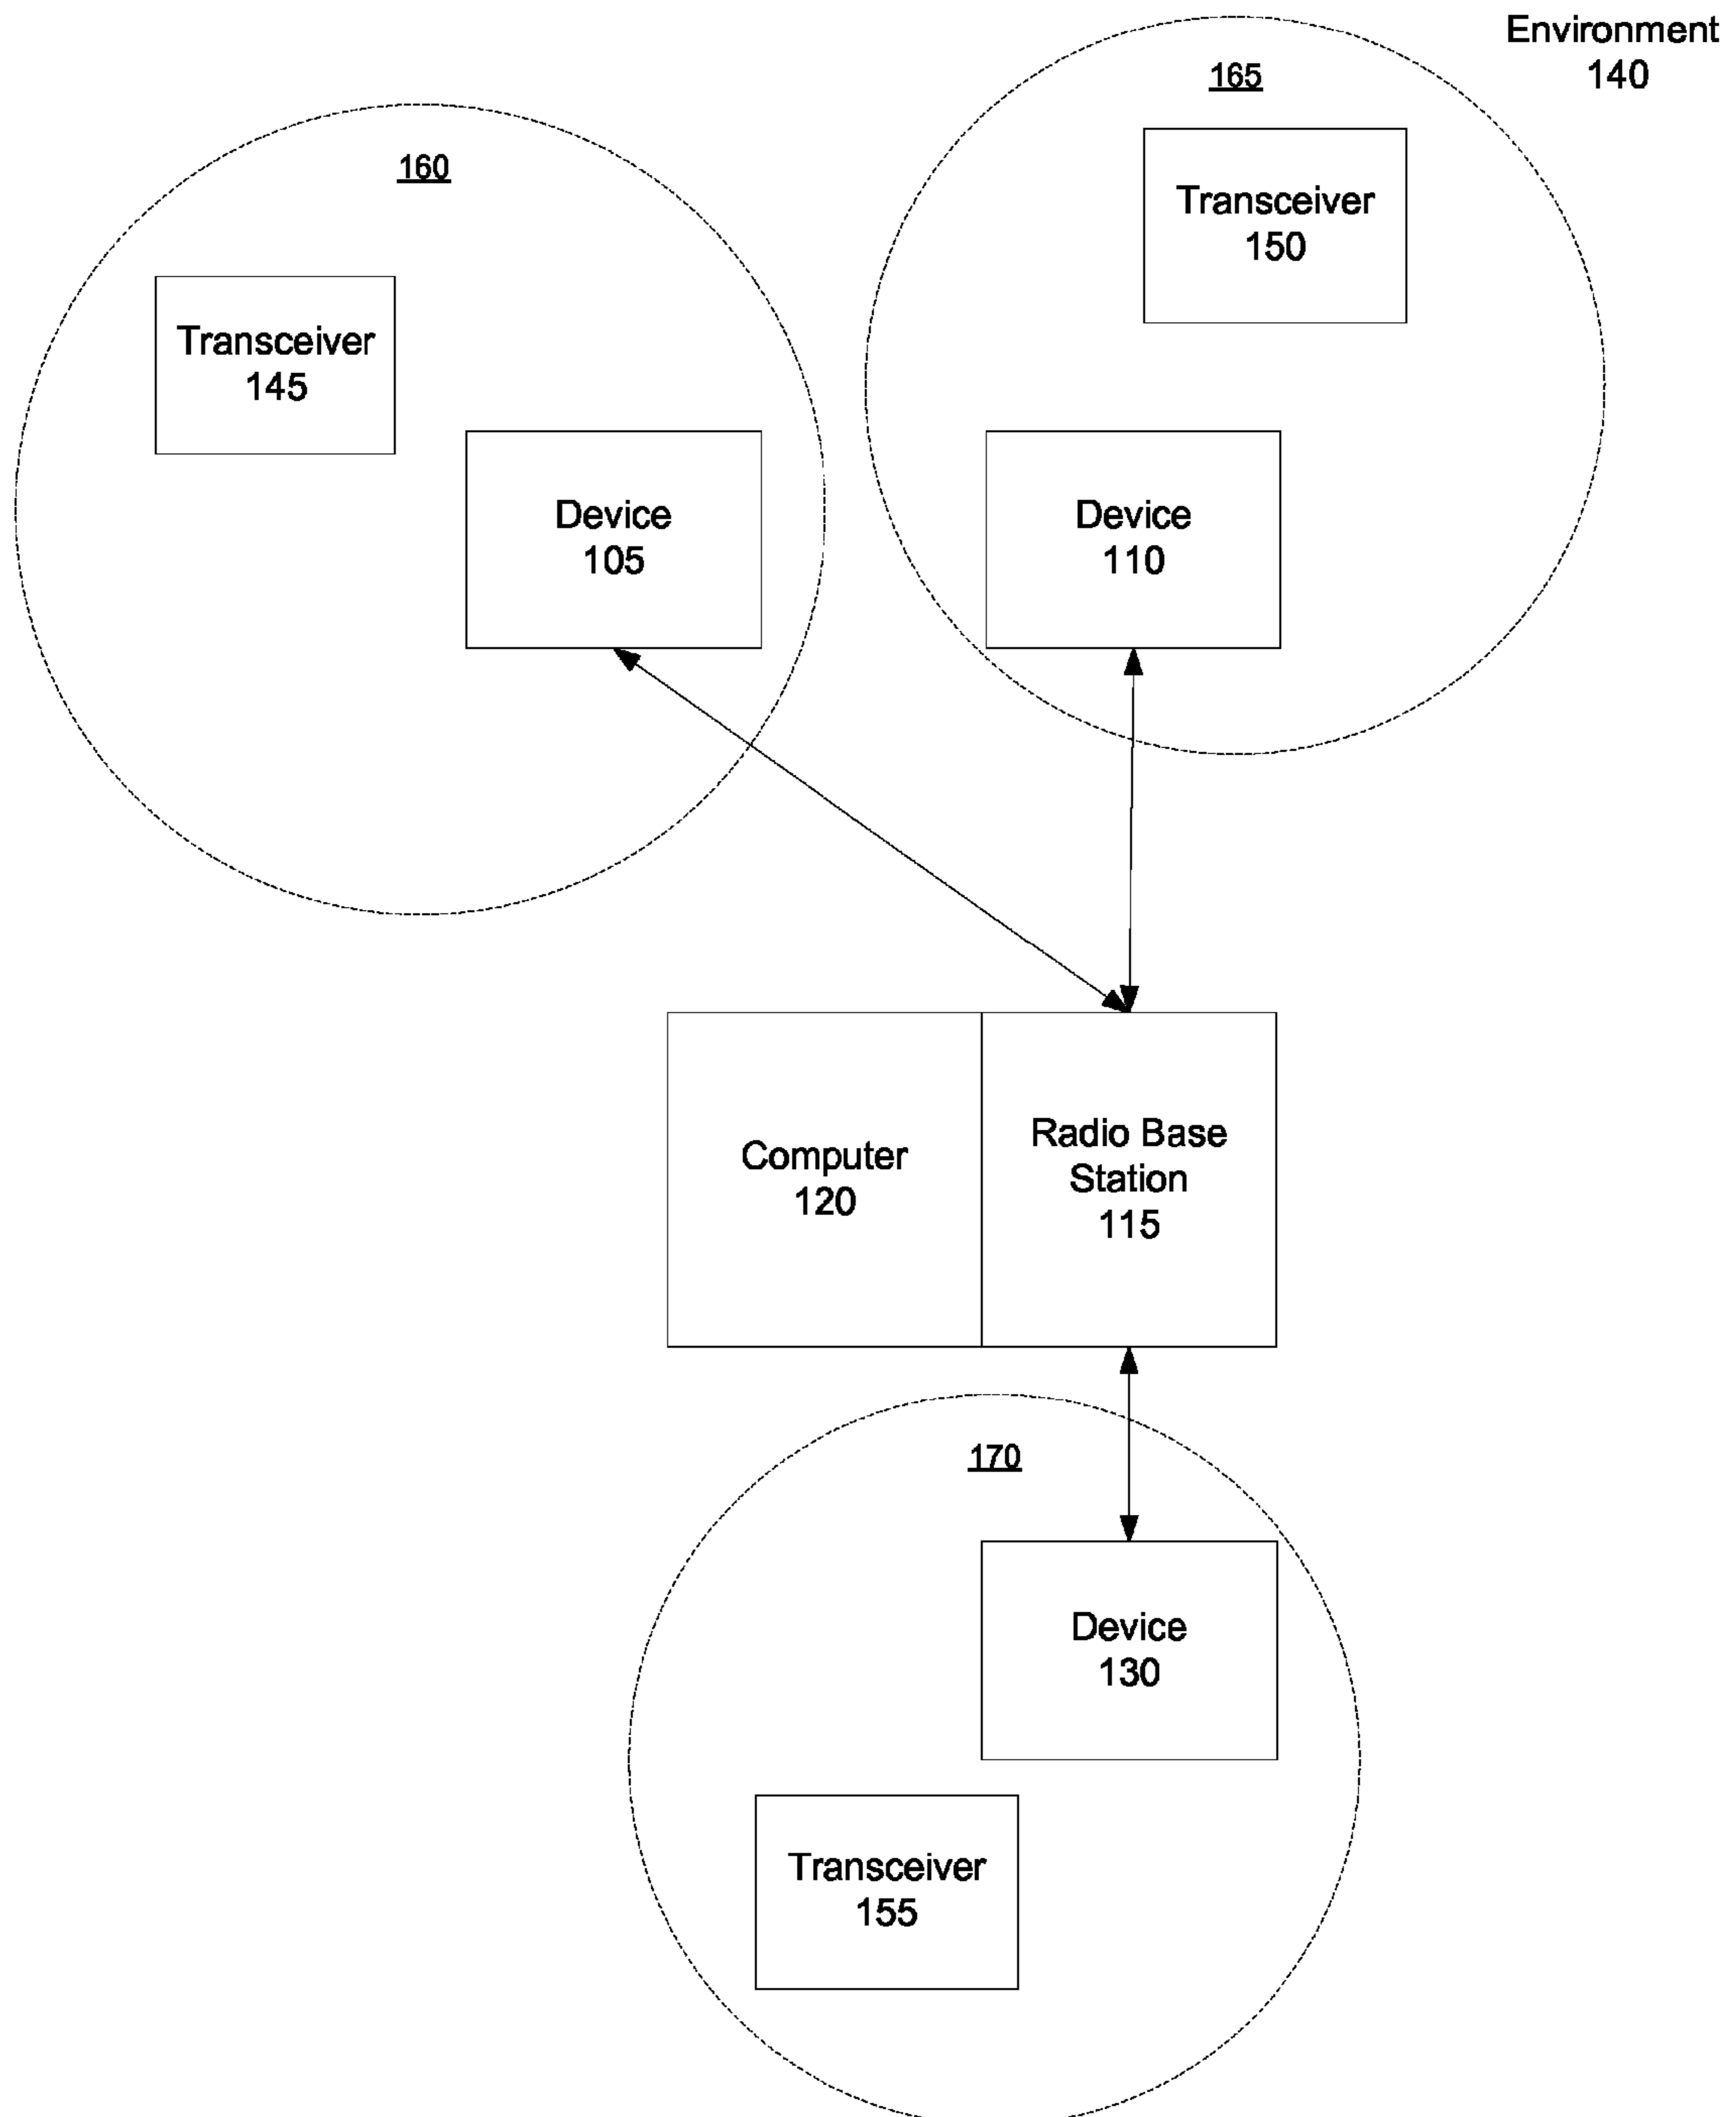 Environment
140
165
160
Transceiver
150
Transceiver
145
Device
105
Device
110
Computer
120
Radio Base
Station
115
170
Device
130
Transceiver
155